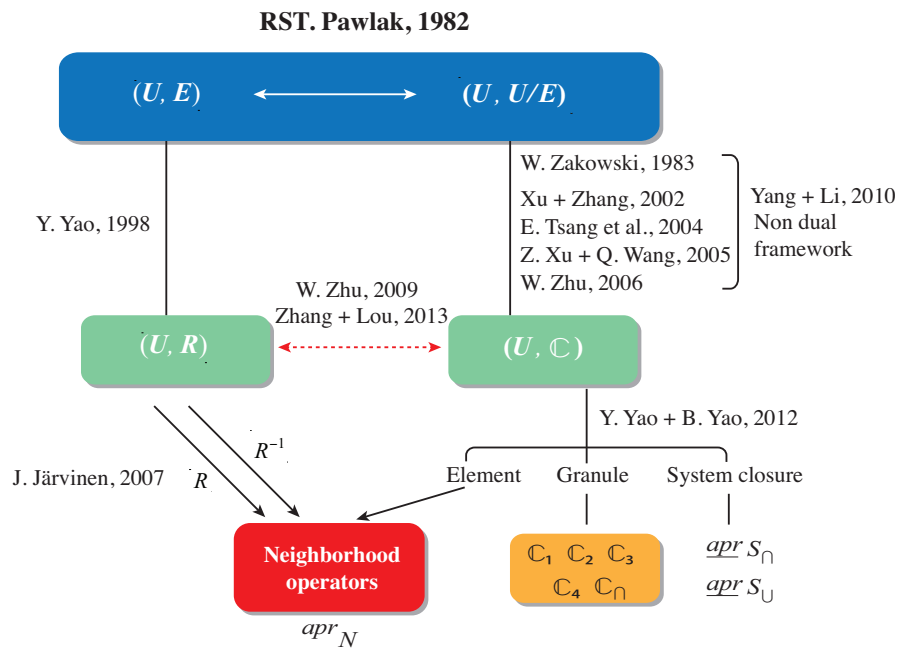 RST. Pawlak, 1982
(U, E)
(U, U/E)
W. Zakowski, 1983
Xu + Zhang, 2002
E. Tsang et al., 2004
Z. Xu + Q. Wang, 2005
W. Zhu, 2006
Yang + Li, 2010
Non dual
framework
Y. Yao, 1998
W. Zhu, 2009
Zhang + Lou, 2013
(U, R)
(U, ℂ)
Y. Yao + B. Yao, 2012
J. Järvinen, 2007
R
R⁻¹
Element
Granule
System closure
Neighborhood
operators
apr_N
ℂ₁ ℂ₂ ℂ₃
ℂ₄ ℂ∩
apr S∩
apr S∪